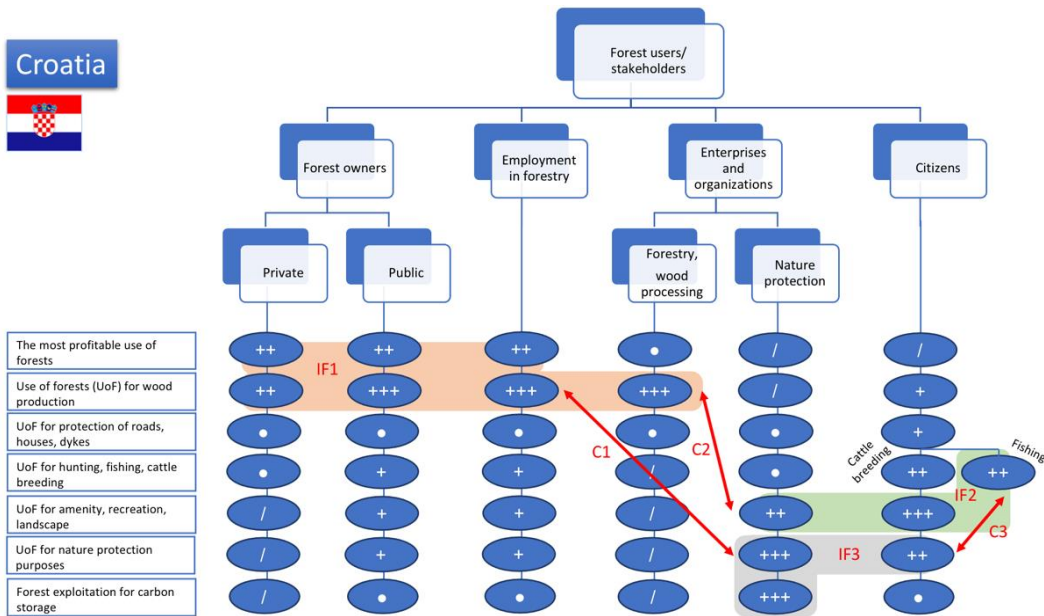 Croatia
Forest users/
stakeholders
Forest owners
Employment
in forestry
Enterprises
and
organizations
Citizens
Private
Public
Forestry,
wood
processing
Nature
protection
The most profitable use of
forests
++ ++ ++ • / /
IF1
Use of forests (UoF) for wood
production
++ +++ +++ +++ / +
UoF for protection of roads,
houses, dykes
• • • • • +
C1
C2
Cattle
breeding
Fishing
UoF for hunting, fishing, cattle
breeding
• + + / • ++ ++
IF2
UoF for amenity, recreation,
landscape
/ + + / ++ +++
C3
UoF for nature protection
purposes
/ + + / +++ ++
IF3
Forest exploitation for carbon
storage
/ • • / +++ •